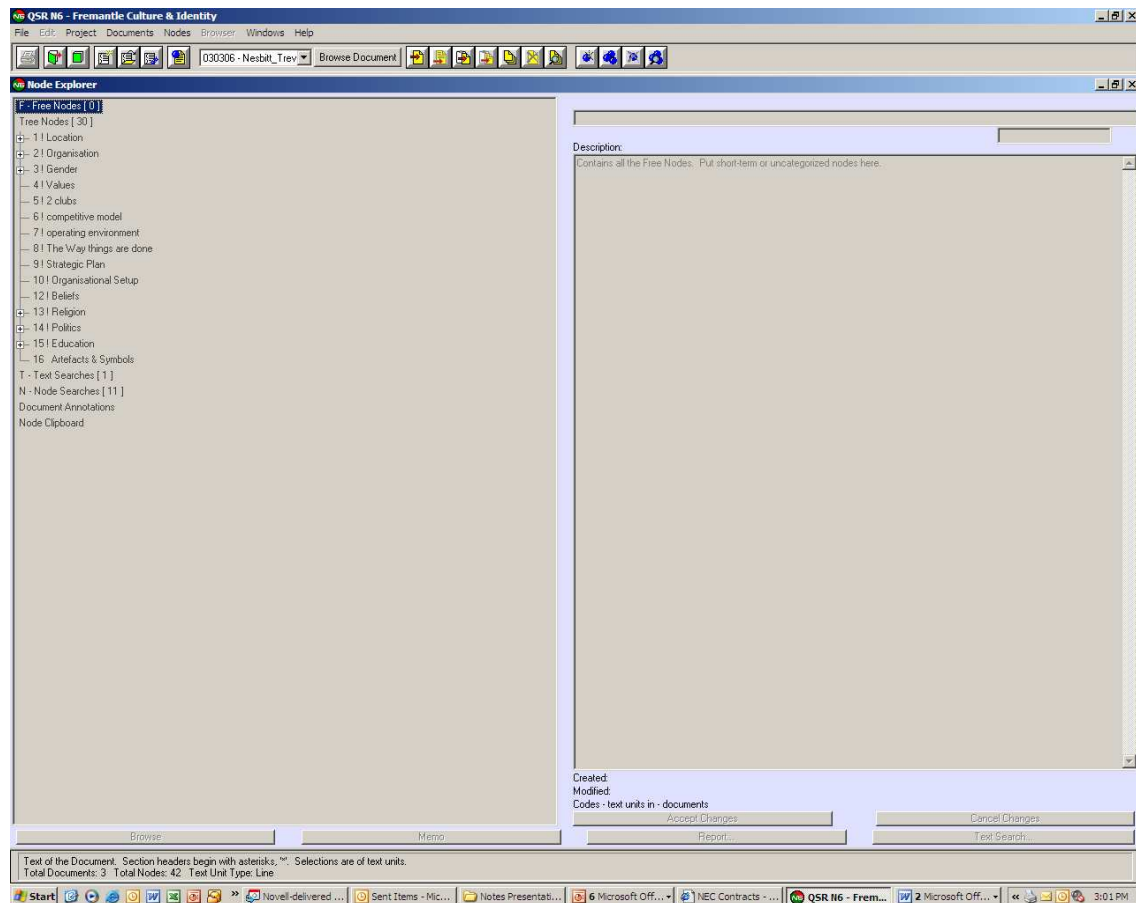 QSR N6 - Fremantle Culture & Identity
File Edit Project Documents Nodes Browser Windows Help
030306 - Nesbitt_Trev Browse Document
Node Explorer
F - Free Nodes [ 0 ]
Tree Nodes [ 30 ]
1 ! Location
2 ! Organisation
3 ! Gender
4 ! Values
5 ! 2 clubs
6 ! competitive model
7 ! operating environment
8 ! The Way things are done
9 ! Strategic Plan
10 ! Organisational Setup
12 ! Beliefs
13 ! Religion
14 ! Politics
15 ! Education
16 Artefacts & Symbols
T - Text Searches [ 1 ]
N - Node Searches [ 11 ]
Document Annotations
Node Clipboard
Description:
Contains all the Free Nodes. Put short-term or uncategorized nodes here.
Created:
Modified:
Codes - text units in - documents
Accept Changes Cancel Changes
Browse Memo Report... Text Search...
Text of the Document. Section headers begin with asterisks, "*". Selections are of text units.
Total Documents: 3 Total Nodes: 42 Text Unit Type: Line
Start » Novell-delivered ... Sent Items - Mic... Notes Presentati... 6 Microsoft Off... NEC Contracts - ... QSR N6 - Frem... 2 Microsoft Off... « 3:01 PM